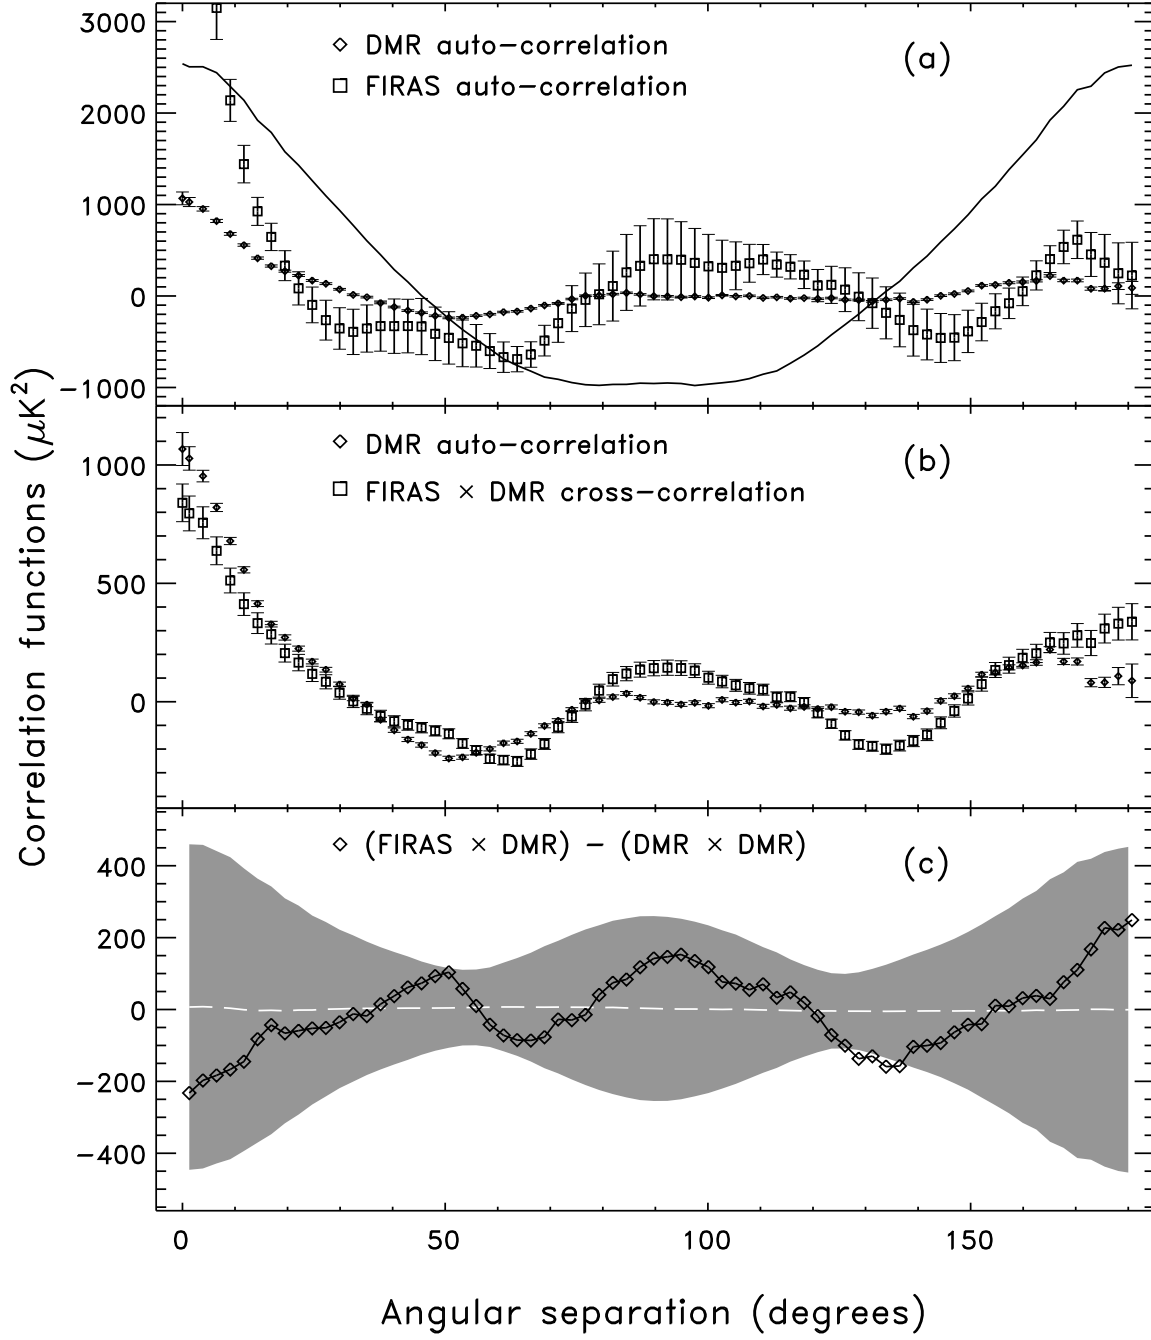 3000
2000
1000
0
−1000
◇ DMR auto−correlation
□ FIRAS auto−correlation
(a)
1000
500
0
◇ DMR auto−correlation
□ FIRAS × DMR cross−correlation
(b)
400
200
0
−200
−400
◇ (FIRAS × DMR) − (DMR × DMR)
(c)
0 50 100 150
Correlation functions (μK²)
Angular separation (degrees)